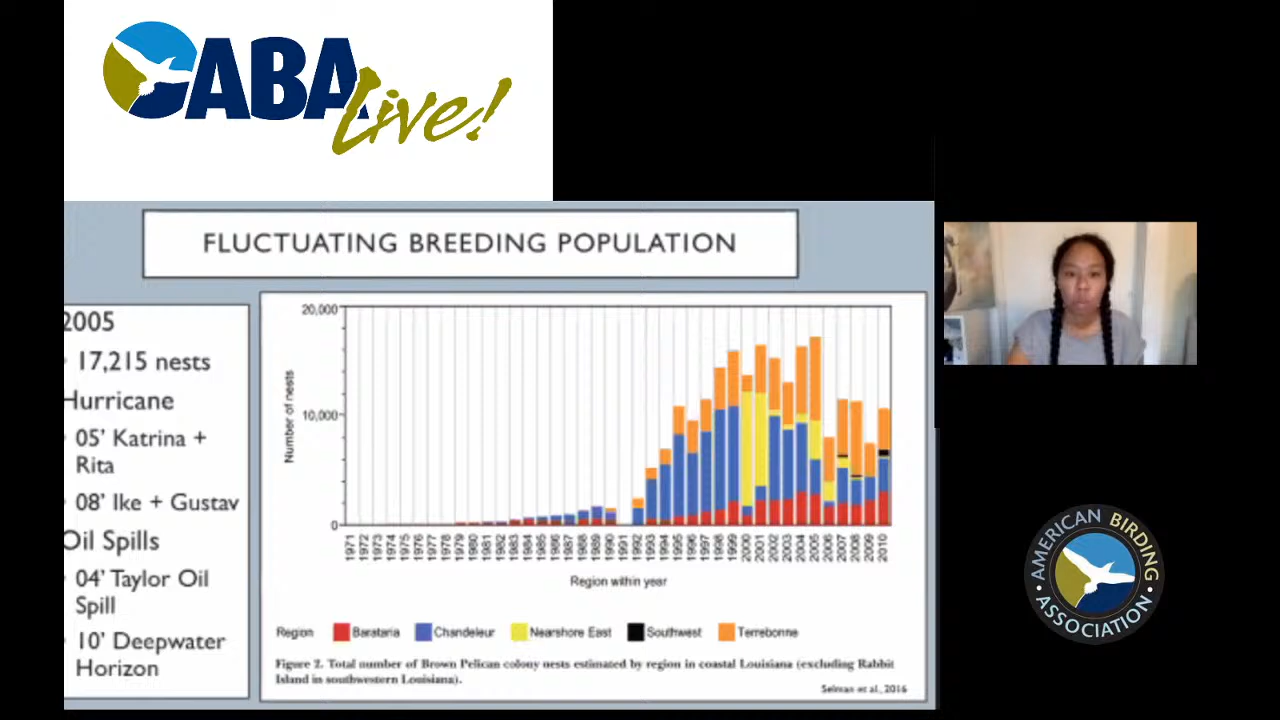 ABA
Live!
FLUCTUATING BREEDING POPULATION
2005
17,215 nests
Hurricane
05' Katrina +
Rita
08' Ike + Gustav
Oil Spills
04' Taylor Oil
Spill
10' Deepwater
Horizon
20,000
10,000
0
Number of nests
1971 1972 1973 1974 1975 1976 1977 1978 1979 1980 1981 1982 1983 1984 1985 1986 1987 1988 1989 1990 1991 1992 1993 1994 1995 1996 1997 1998 1999 2000 2001 2002 2003 2004 2005 2006 2007 2008 2009 2010
Region within year
Region Barataria Chandeleur Nearshore East Southwest Terrebonne
Figure 2. Total number of Brown Pelican colony nests estimated by region in coastal Louisiana (excluding Rabbit
Island in southwestern Louisiana).
Selman et al., 2016
AMERICAN BIRDING
ASSOCIATION